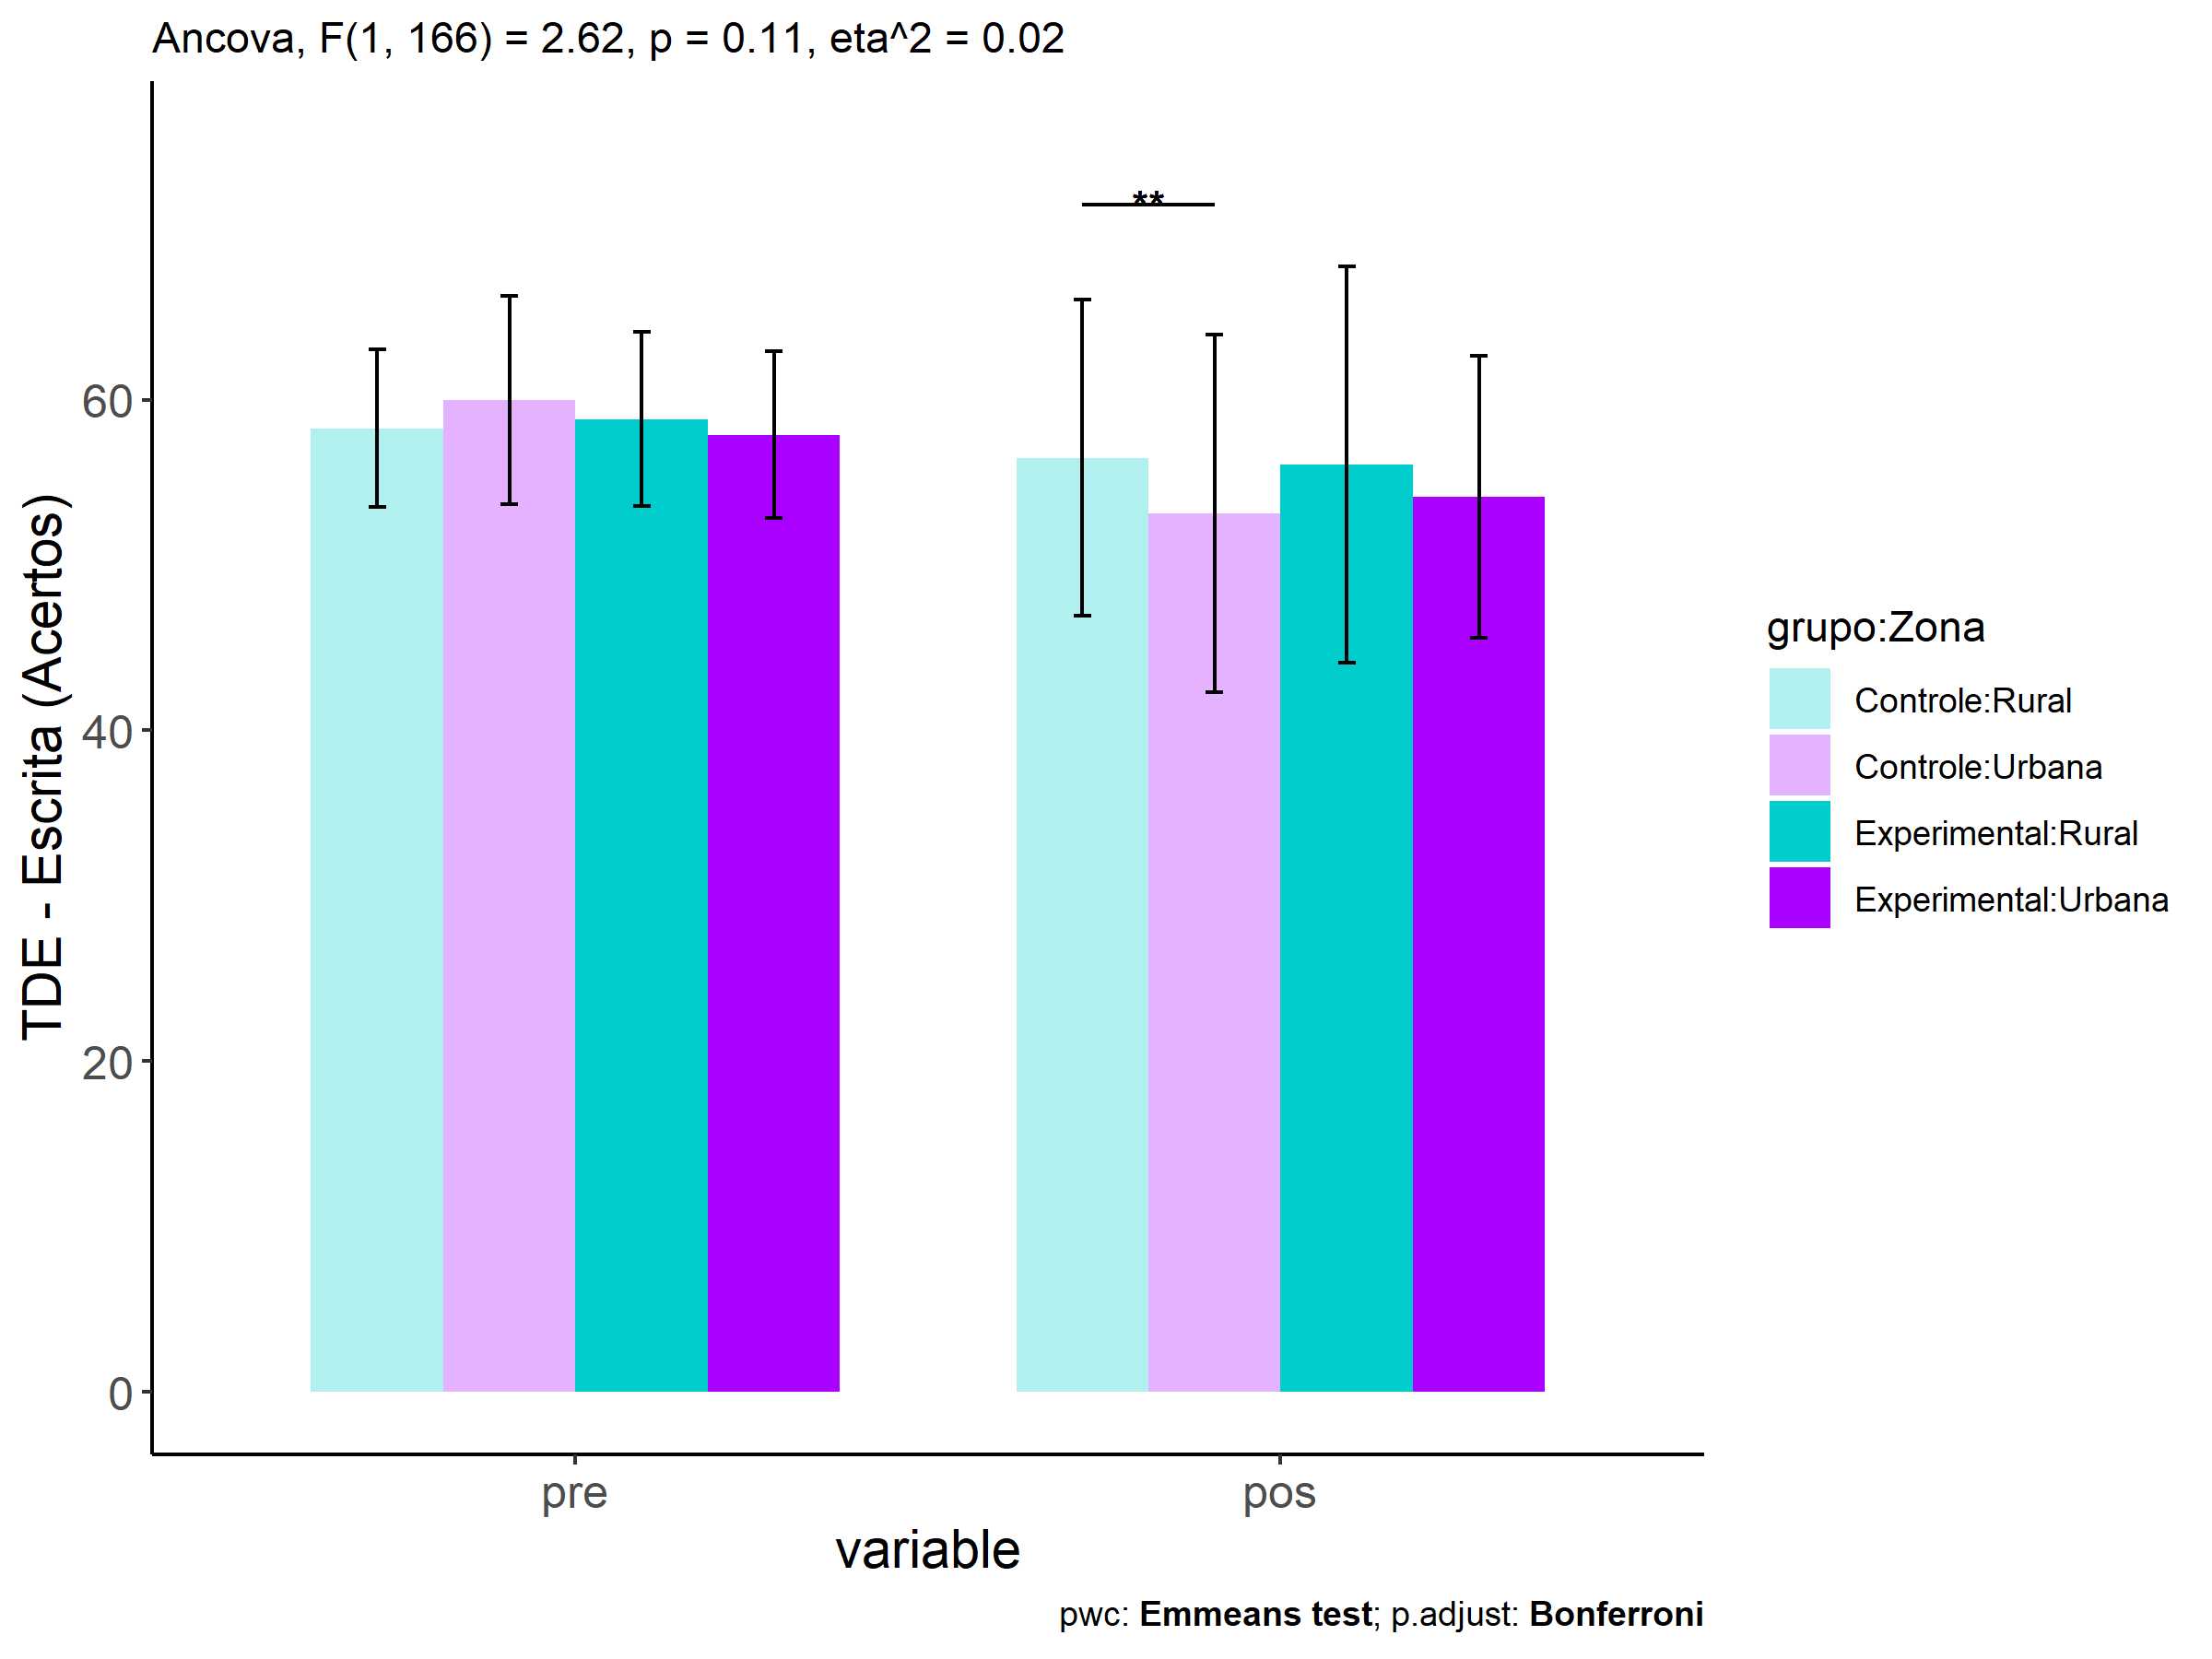 Ancova, F(1, 166) = 2.62, p = 0.11, eta^2 = 0.02
**
60
40
20
0
TDE - Escrita (Acertos)
pre
pos
variable
grupo:Zona
Controle:Rural
Controle:Urbana
Experimental:Rural
Experimental:Urbana
pwc: Emmeans test; p.adjust: Bonferroni